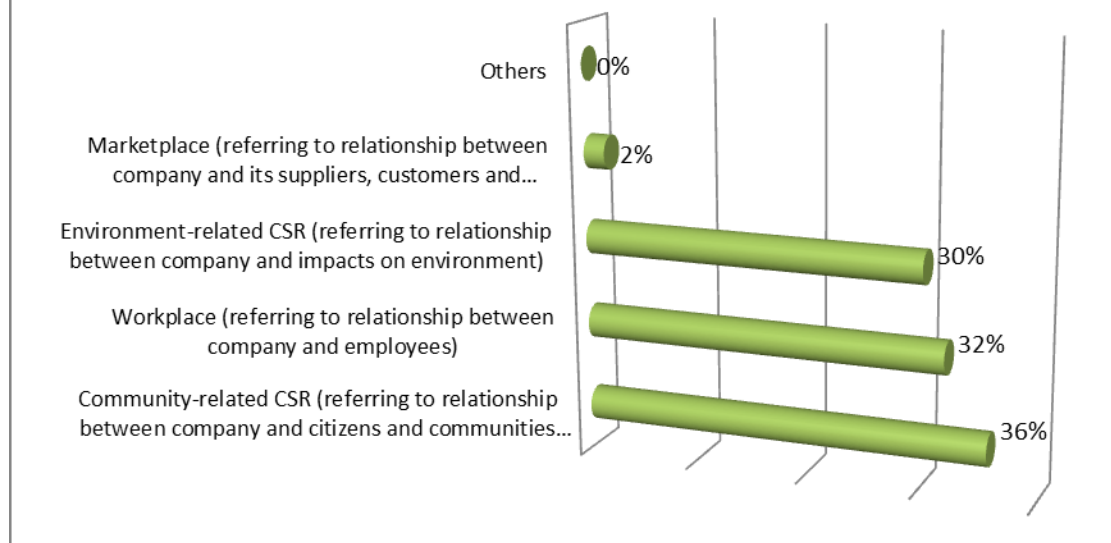 Others
0%
Marketplace (referring to relationship between
company and its suppliers, customers and...
2%
Environment-related CSR (referring to relationship
between company and impacts on environment)
30%
Workplace (referring to relationship between
company and employees)
32%
Community-related CSR (referring to relationship
between company and citizens and communities...
36%